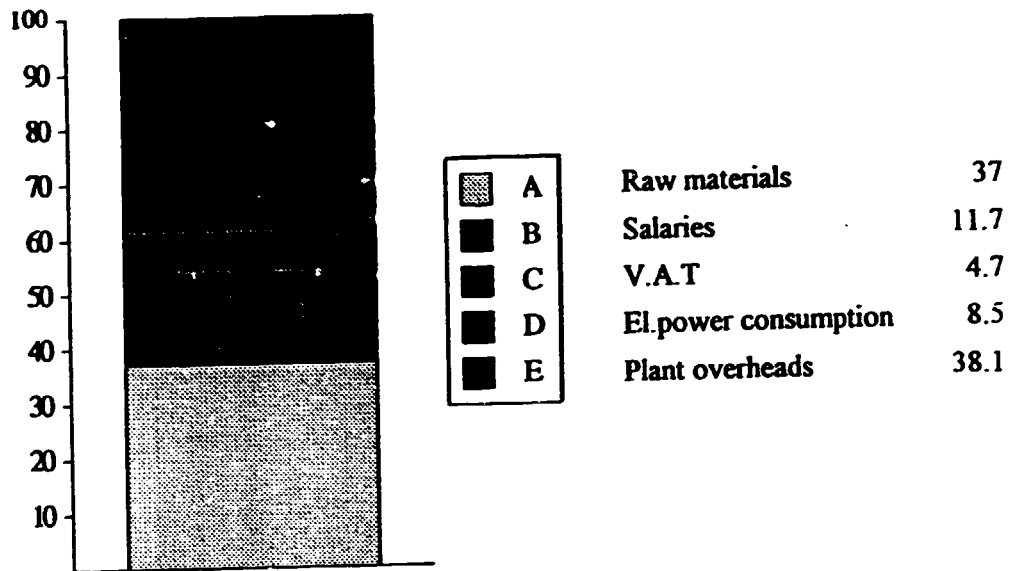 100
90
80
70
60
50
40
30
20
10
A Raw materials 37
B Salaries 11.7
C V.A.T 4.7
D El.power consumption 8.5
E Plant overheads 38.1